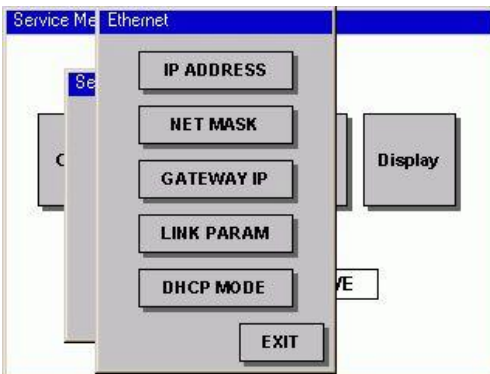 Service Me
Ethernet
IP ADDRESS
Se
NET MASK
C
GATEWAY IP
Display
LINK PARAM
DHCP MODE
VE
EXIT